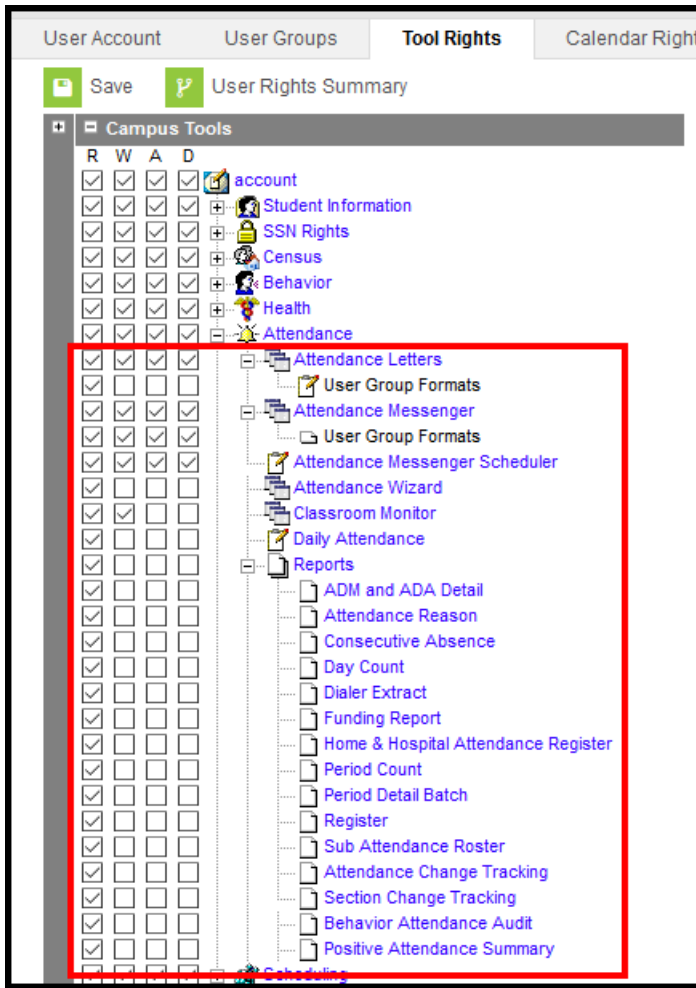 User Account User Groups Tool Rights Calendar Right
Save User Rights Summary
Campus Tools
R W A D
account
Student Information
SSN Rights
Census
Behavior
Health
Attendance
Attendance Letters
User Group Formats
Attendance Messenger
User Group Formats
Attendance Messenger Scheduler
Attendance Wizard
Classroom Monitor
Daily Attendance
Reports
ADM and ADA Detail
Attendance Reason
Consecutive Absence
Day Count
Dialer Extract
Funding Report
Home & Hospital Attendance Register
Period Count
Period Detail Batch
Register
Sub Attendance Roster
Attendance Change Tracking
Section Change Tracking
Behavior Attendance Audit
Positive Attendance Summary
Scheduling